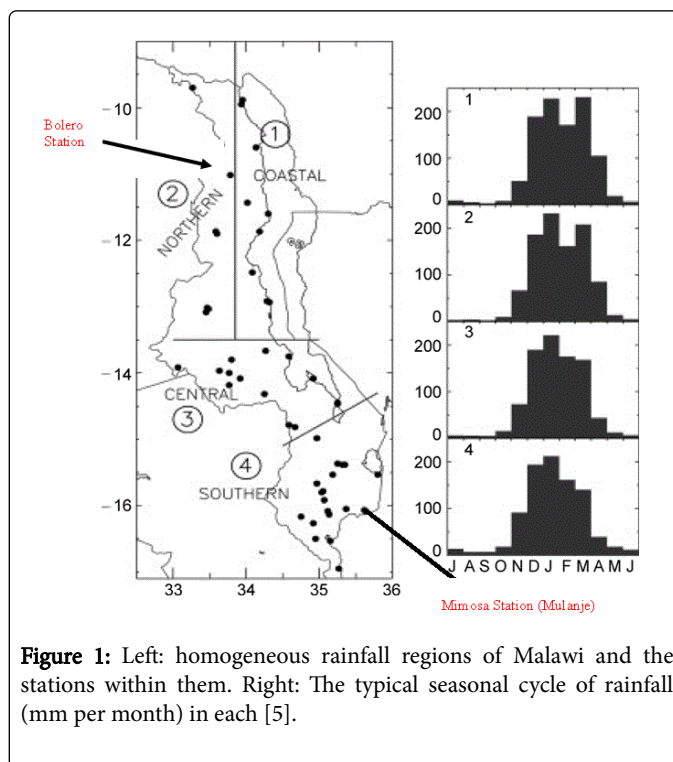 Bolero
Station
1
COASTAL
2
NORTHERN
CENTRAL
3
4
SOUTHERN
−10
−12
−14
−16
33 34 35 36
1
200
100
0
2
200
100
0
3
200
100
0
4
200
100
0
J A S O N D J F M A M J
Mimosa Station (Mulanje)
Figure 1: Left: homogeneous rainfall regions of Malawi and the
stations within them. Right: The typical seasonal cycle of rainfall
(mm per month) in each [5].